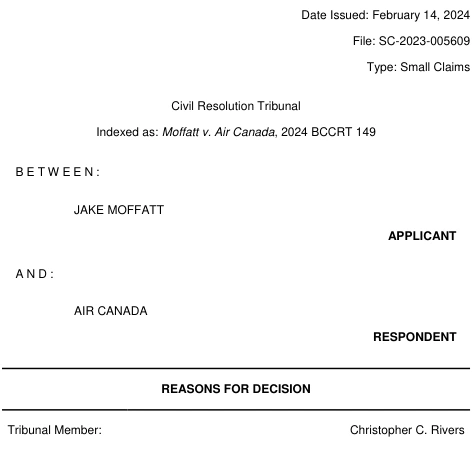 Date Issued: February 14, 2024
File: SC-2023-005609
Type: Small Claims
Civil Resolution Tribunal
Indexed as: Moffatt v. Air Canada, 2024 BCCRT 149
B E T W E E N :
JAKE MOFFATT
APPLICANT
A N D :
AIR CANADA
RESPONDENT
REASONS FOR DECISION
Tribunal Member: Christopher C. Rivers